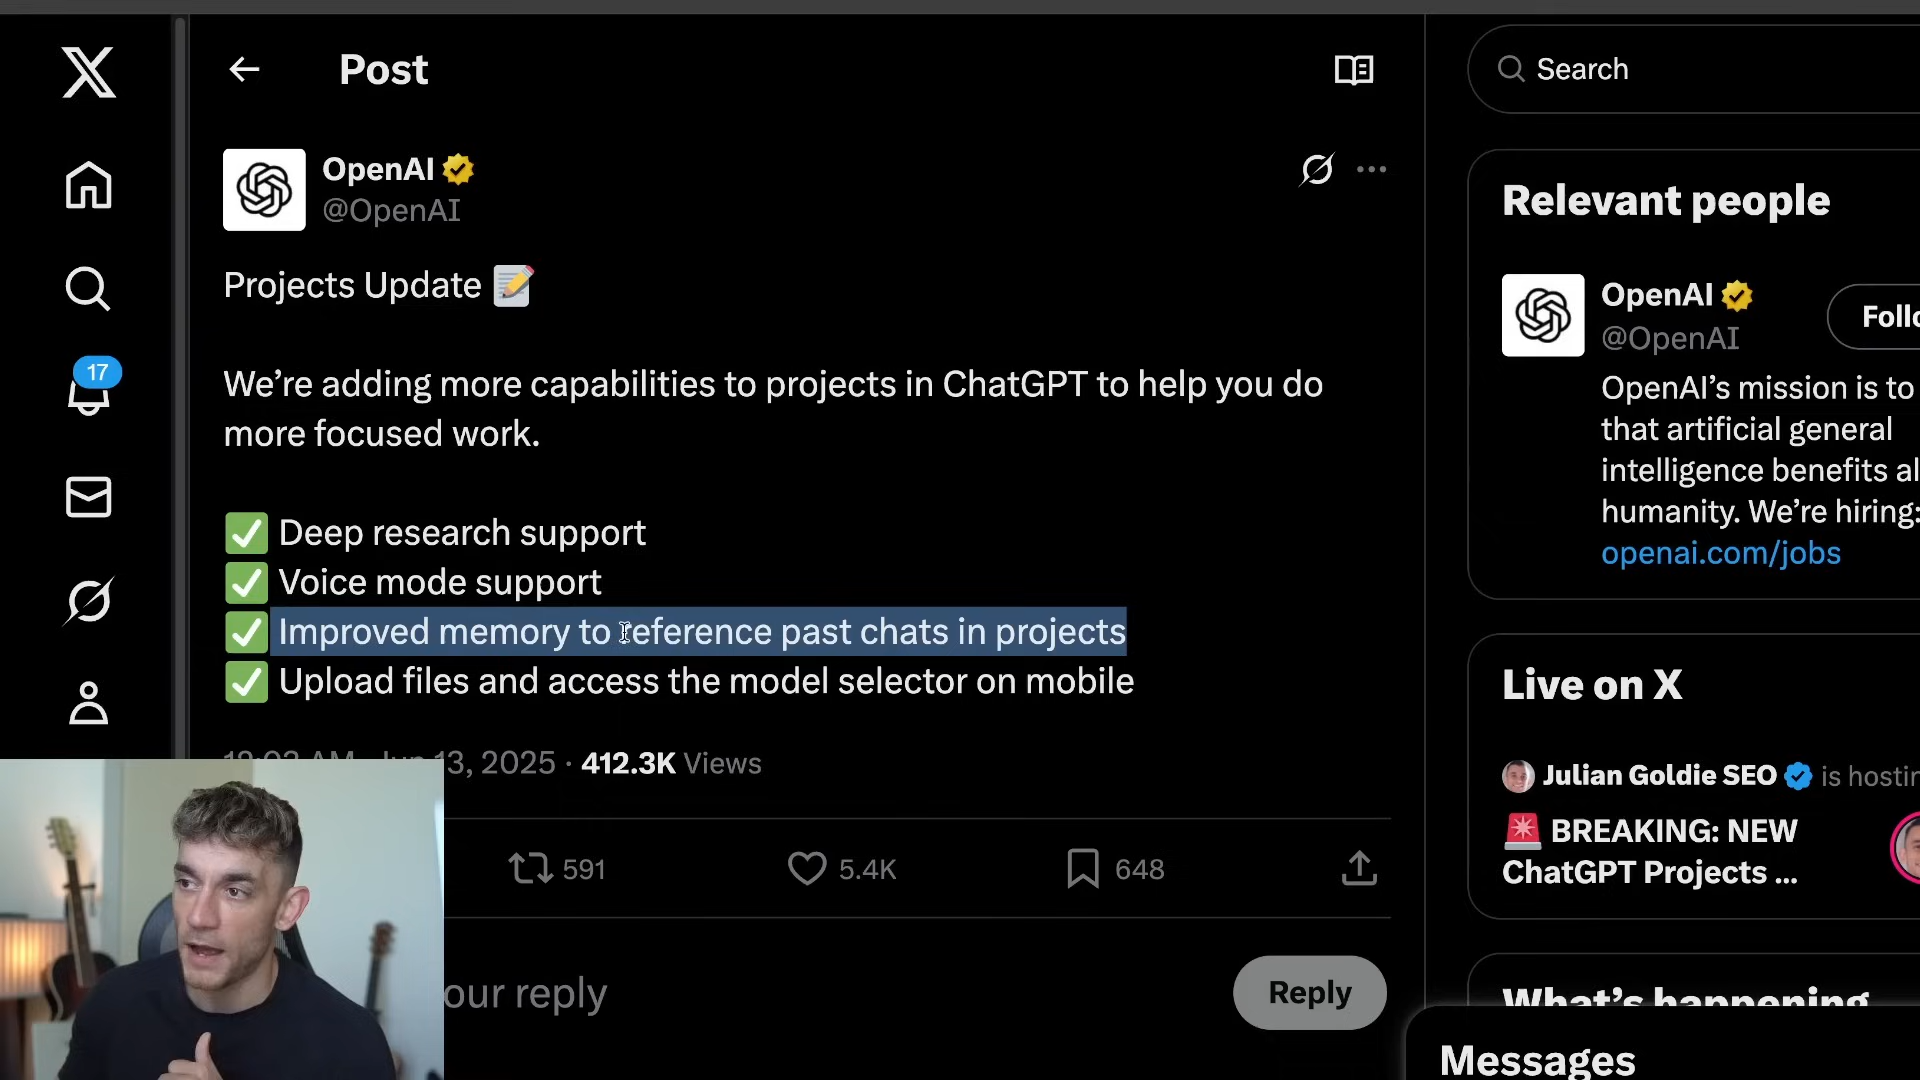 Post
Search
OpenAI
@OpenAI
Projects Update
We're adding more capabilities to projects in ChatGPT to help you do
more focused work.
Deep research support
Voice mode support
Improved memory to reference past chats in projects
Upload files and access the model selector on mobile
13, 2025 · 412.3K Views
591
5.4K
648
our reply
Reply
17
Relevant people
OpenAI
@OpenAI
Follo
OpenAI's mission is to
that artificial general
intelligence benefits al
humanity. We're hiring:
openai.com/jobs
Live on X
Julian Goldie SEO is hostin
BREAKING: NEW
ChatGPT Projects ...
What's happening
Messages